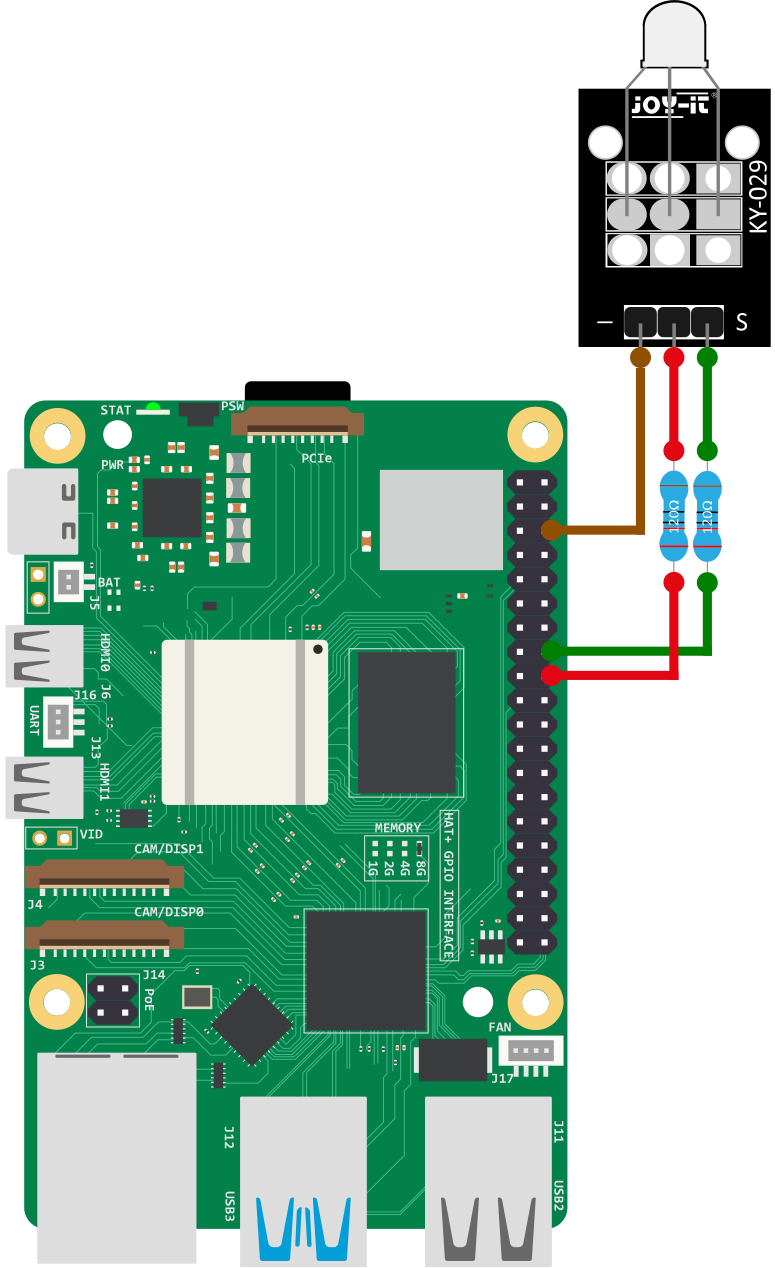 JOY-iT®
KY-029
– S
120Ω
120Ω
STAT
PSW
PCIe
PWR
BAT
J5
HDMI0
J6
J16
UART
J13
HDMI1
VID
MEMORY
1G
2G
4G
8G
HAT+ GPIO INTERFACE
CAM/DISP1
J4
CAM/DISP0
J3
J14
PoE
FAN
J17
J12
J11
USB3
USB2